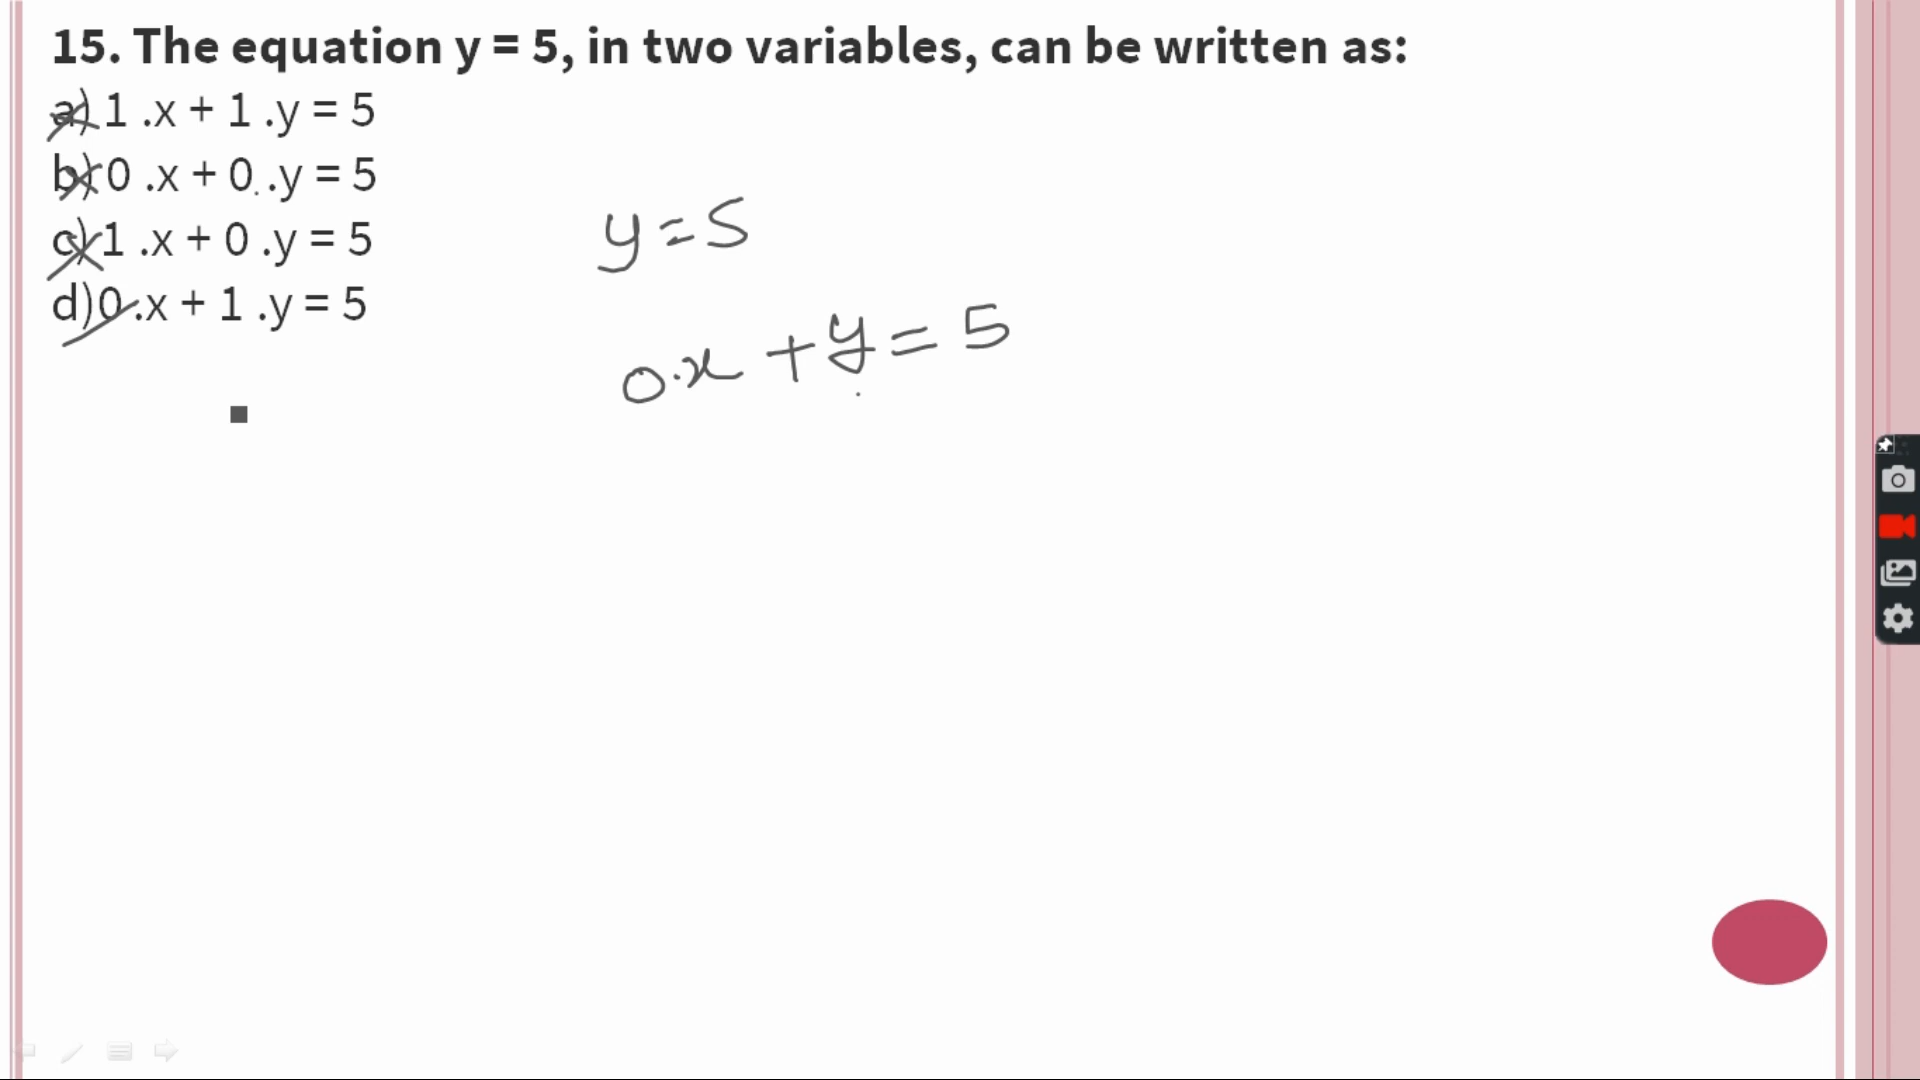 15. The equation y = 5, in two variables, can be written as:
a) 1 .x + 1 .y = 5
b) 0 .x + 0 .y = 5
c) 1 .x + 0 .y = 5
d) 0 .x + 1 .y = 5
y = 5
0.x + y = 5